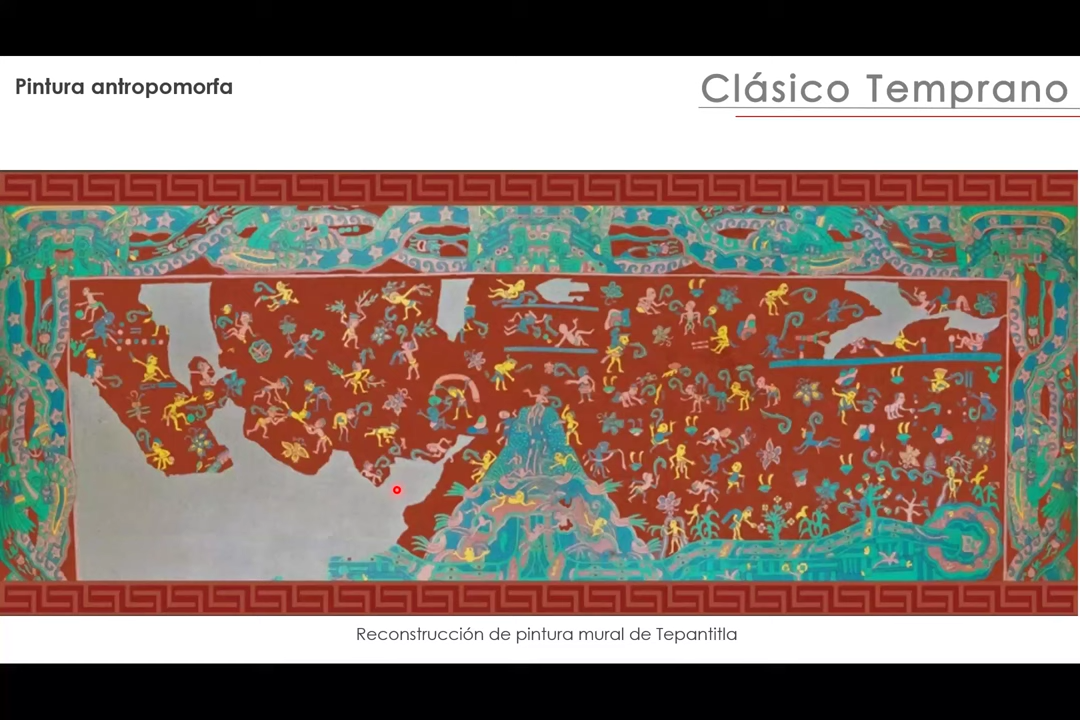 Pintura antropomorfa
Clásico Temprano
Reconstrucción de pintura mural de Tepantitla